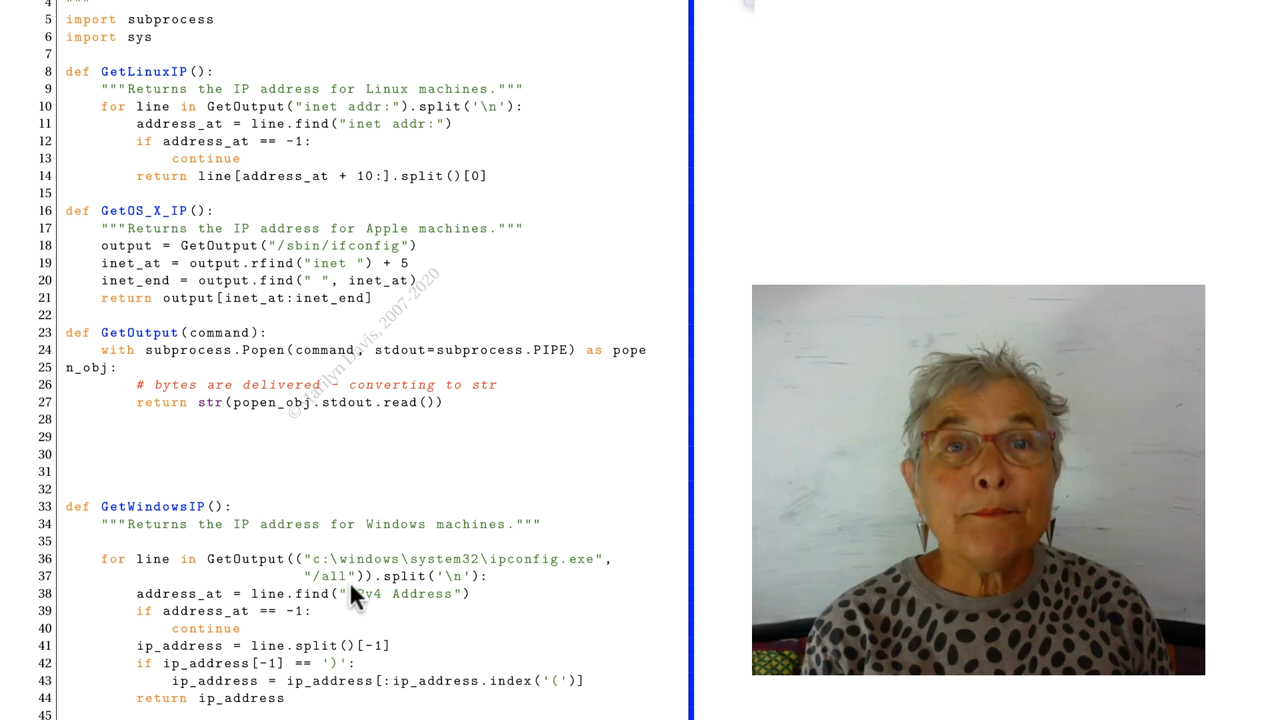 4 """
5 import subprocess
6 import sys
7
8 def GetLinuxIP():
9 """Returns the IP address for Linux machines."""
10 for line in GetOutput("inet addr:").split('\n'):
11 address_at = line.find("inet addr:")
12 if address_at == -1:
13 continue
14 return line[address_at + 10:].split()[0]
15
16 def GetOS_X_IP():
17 """Returns the IP address for Apple machines."""
18 output = GetOutput("/sbin/ifconfig")
19 inet_at = output.rfind("inet ") + 5
20 inet_end = output.find(" ", inet_at)
21 return output[inet_at:inet_end]
22
23 def GetOutput(command):
24 with subprocess.Popen(command, stdout=subprocess.PIPE) as pope
25 n_obj:
26 # bytes are delivered - converting to str
27 return str(popen_obj.stdout.read())
28
29
30
31
32
33 def GetWindowsIP():
34 """Returns the IP address for Windows machines."""
35
36 for line in GetOutput(("c:\windows\system32\ipconfig.exe",
37 "/all")).split('\n'):
38 address_at = line.find(" v4 Address")
39 if address_at == -1:
40 continue
41 ip_address = line.split()[-1]
42 if ip_address[-1] == ')':
43 ip_address = ip_address[:ip_address.index('(')]
44 return ip_address
45
© Marilyn Davis, 2007-2020